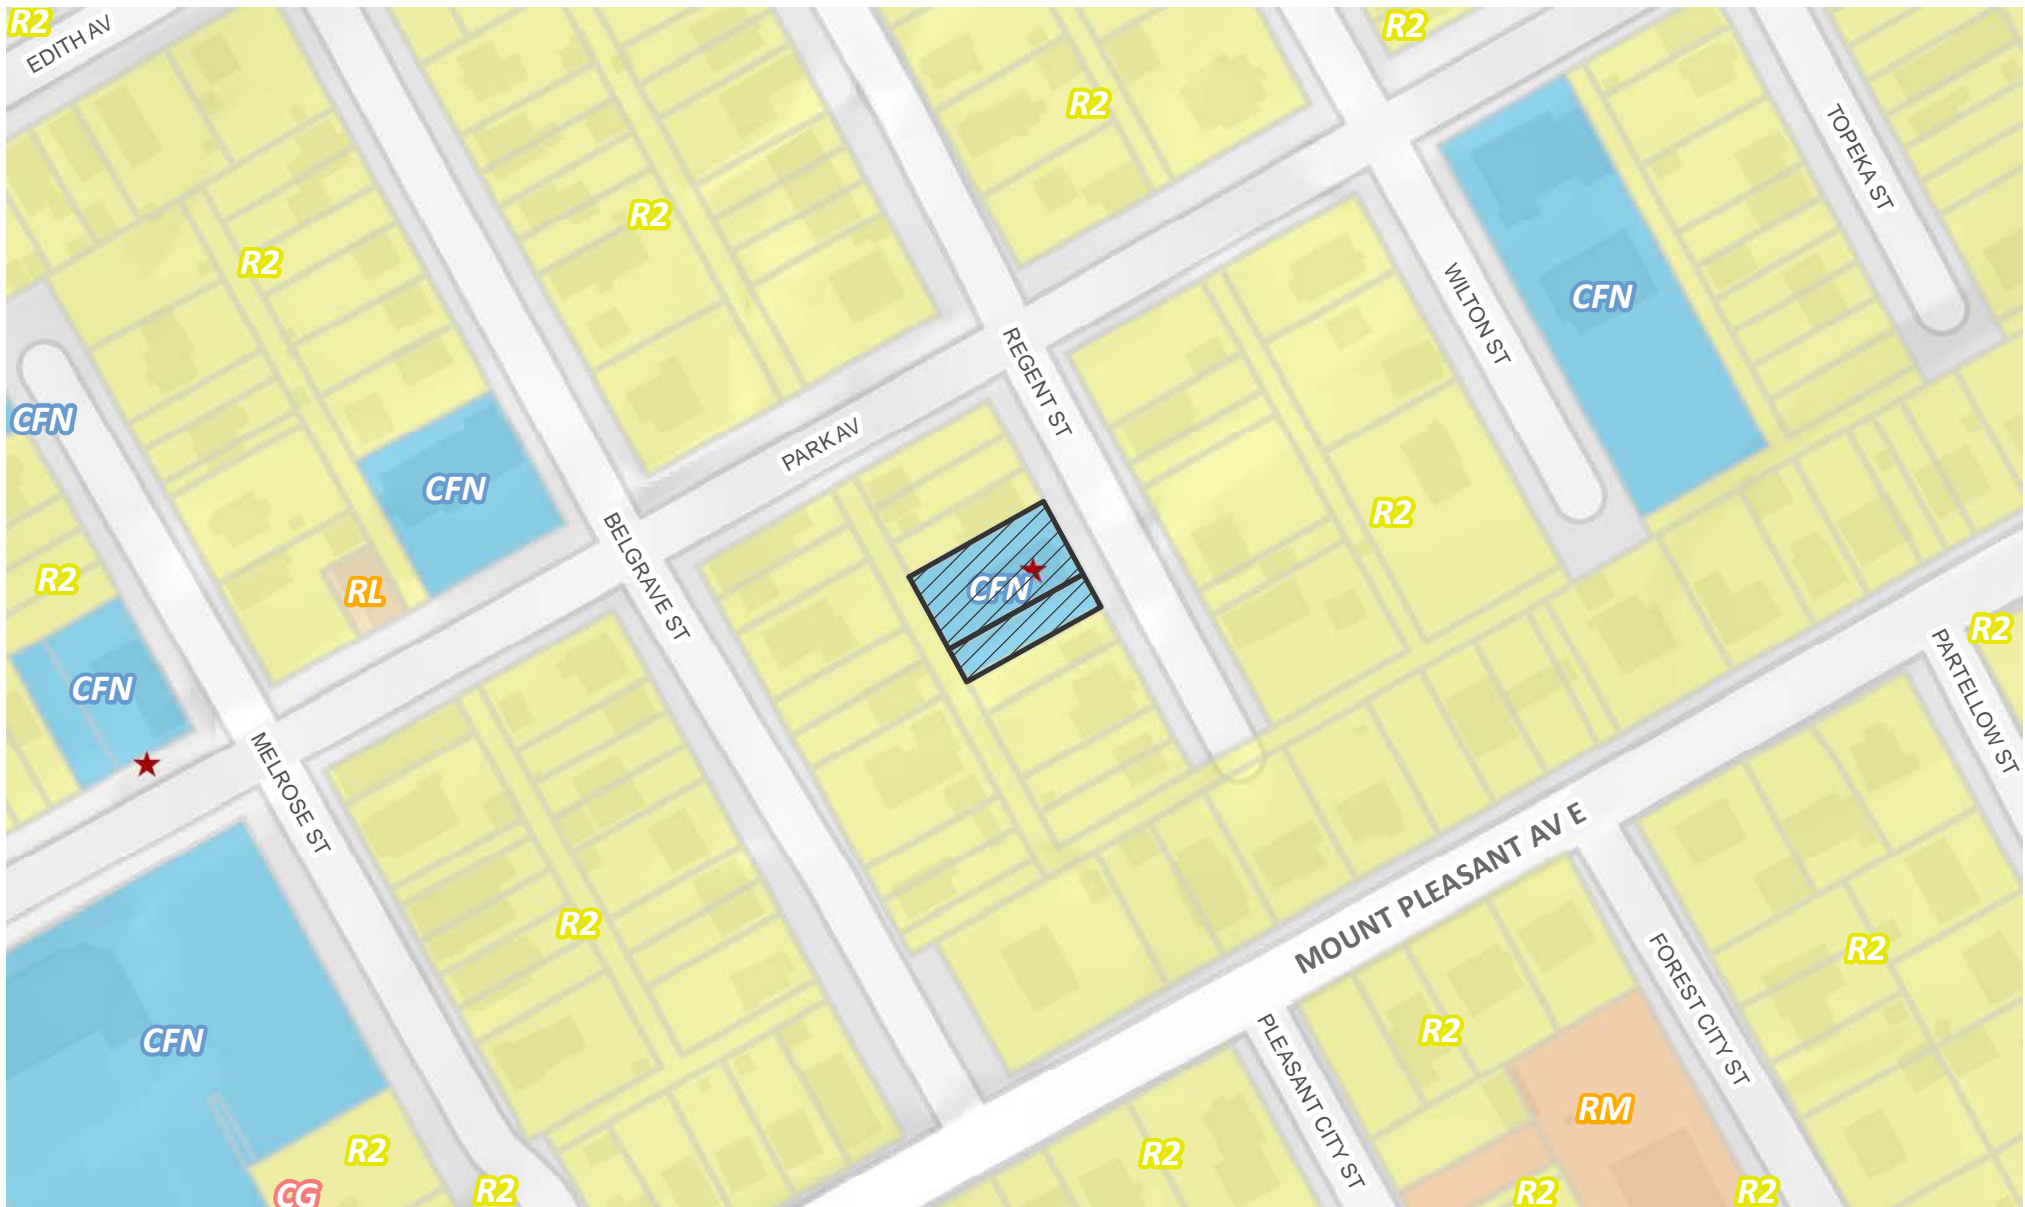 R2
EDITH AV
R2
R2
TOPEKA ST
R2
R2
WILTON ST
CFN
REGENT ST
CFN
PARK AV
CFN
R2
BELGRAVE ST
R2
RL
CFN
R2
PARTELLOW ST
CFN
MELROSE ST
MOUNT PLEASANT AV E
R2
R2
FOREST CITY ST
R2
CFN
PLEASANT CITY ST
RM
R2
R2
R2
CG
R2
R2